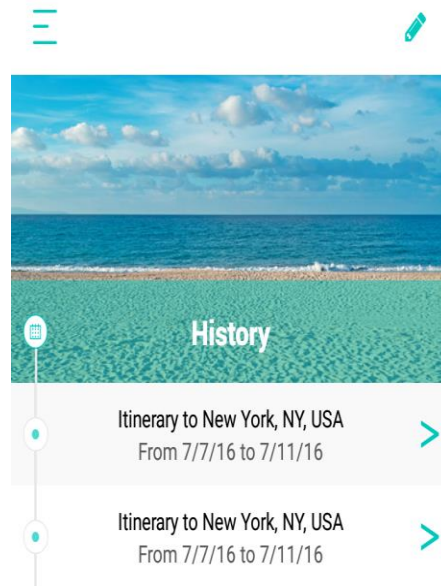 History
Itinerary to New York, NY, USA
From 7/7/16 to 7/11/16
Itinerary to New York, NY, USA
From 7/7/16 to 7/11/16